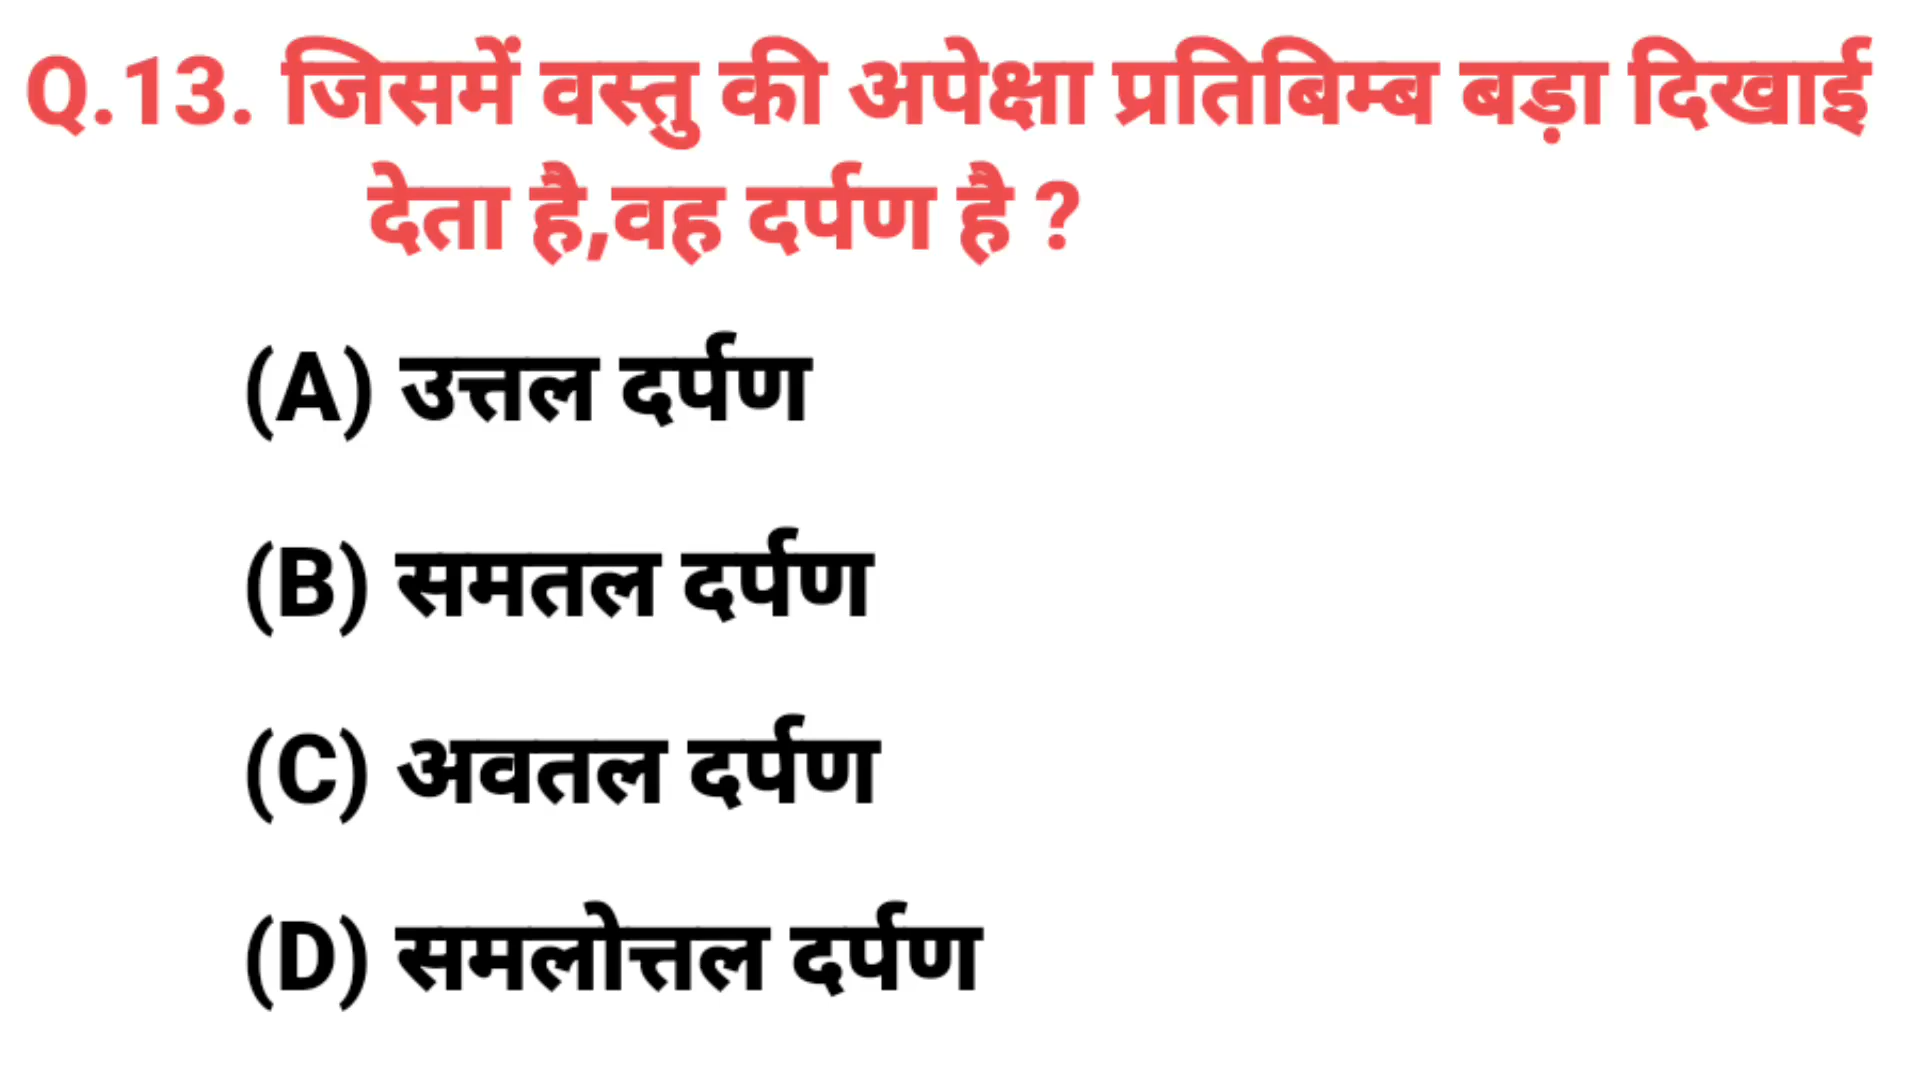 Q.13. जिसमें वस्तु की अपेक्षा प्रतिबिम्ब बड़ा दिखाई
देता है,वह दर्पण है ?
(A) उत्तल दर्पण
(B) समतल दर्पण
(C) अवतल दर्पण
(D) समलोत्तल दर्पण